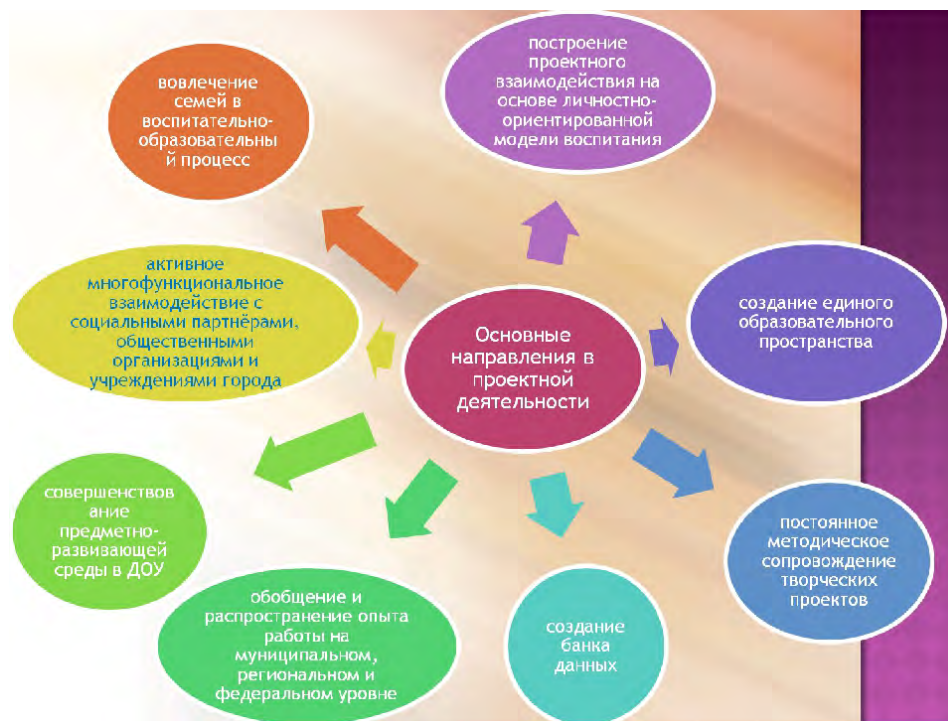 построение
проектного
взаимодействия на
основе личностно-
ориентированной
модели воспитания
вовлечение
семей в
воспитательно-
образовательны
й процесс
активное
многофункциональное
взаимодействие с
социальными партнёрами,
общественными
организациями и
учреждениями города
Основные
направления в
проектной
деятельности
создание единого
образовательного
пространства
совершенствов
ание
предметно-
развивающей
среды в ДОУ
постоянное
методическое
сопровождение
творческих
проектов
обобщение и
распространение опыта
работы на
муниципальном,
региональном и
федеральном уровне
создание
банка
данных